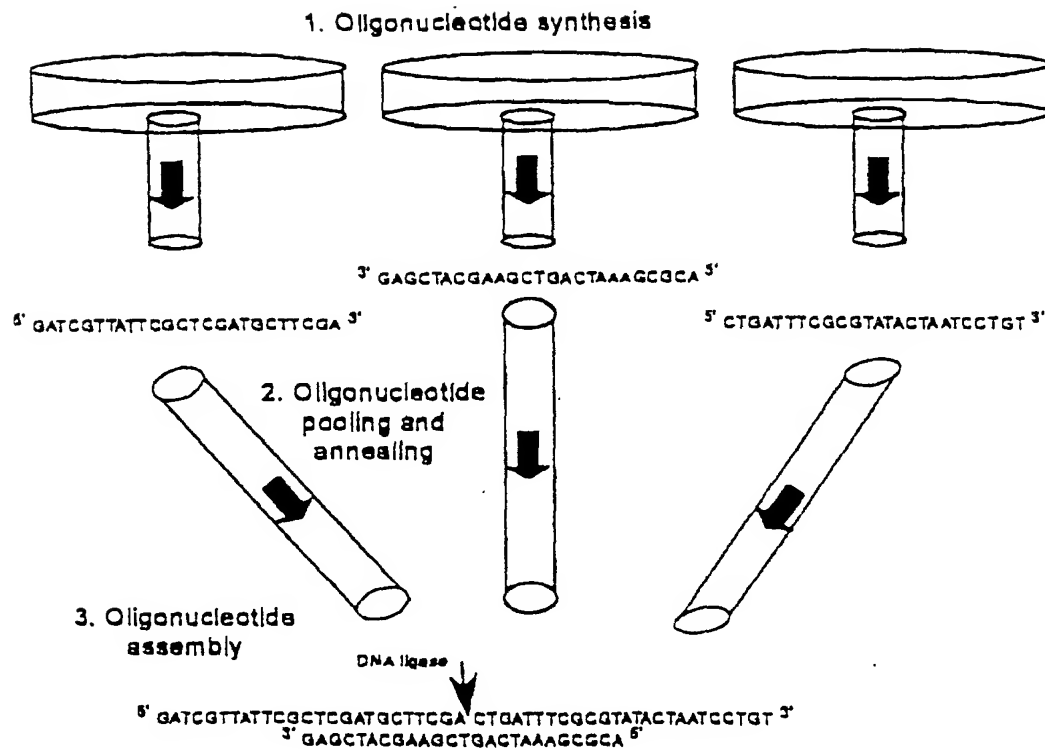 1. Oligonucleotide synthesis
3' GAGCTACGAAGCTGACTAAAGCGCA 5'
5' GATCGTTATTCGCTCGATGCTTCGA 3'
5' CTGATTTCGCGTATACTAATCCTGT 3'
2. Oligonucleotide
pooling and
annealing
3. Oligonucleotide
assembly
DNA ligase
5' GATCGTTATTCGCTCGATGCTTCGA CTGATTTCGCGTATACTAATCCTGT 3'
3' GAGCTACGAAGCTGACTAAAGCGCA 5'